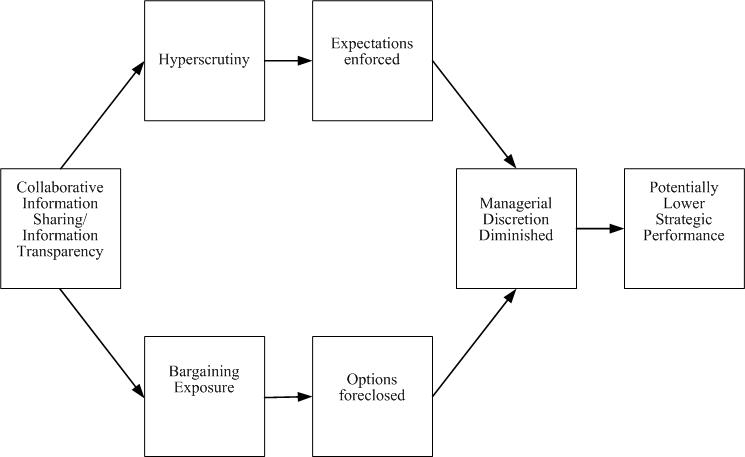 Hyperscrutiny
Expectations
enforced
Collaborative
Information
Sharing/
Information
Transparency
Managerial
Discretion
Diminished
Potentially
Lower
Strategic
Performance
Bargaining
Exposure
Options
foreclosed